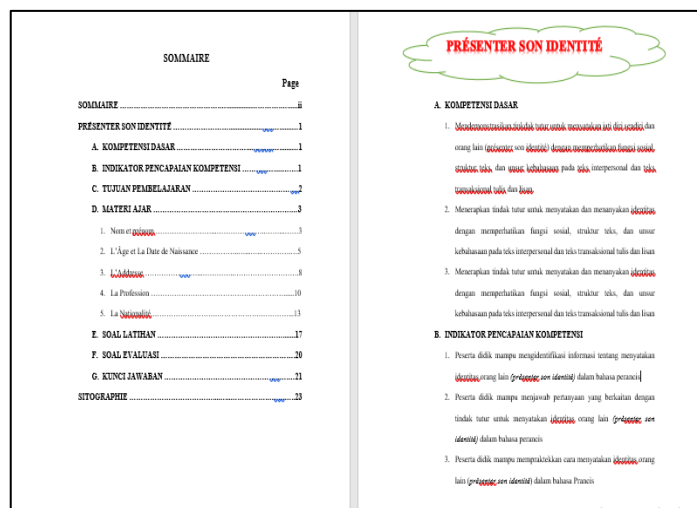 SOMMAIRE
Page
SOMMAIRE ........................................................................ii
PRÉSENTER SON IDENTITÉ ....................................................1
A. KOMPETENSI DASAR .........................................................1
B. INDIKATOR PENCAPAIAN KOMPETENSI ......................1
C. TUJUAN PEMBELAJARAN ..........................................2
D. MATERI AJAR ......................................................3
1. Nom et prénom.......................................................3
2. L'Âge et La Date de Naissance .............................................5
3. L'Addresse.............................................................8
4. La Profession .........................................................10
5. La Nationalité.........................................................13
E. SOAL LATIHAN .....................................................17
F. SOAL EVALUASI ....................................................20
G. KUNCI JAWABAN ...................................................21
SITOGRAPHIE ..........................................................23
PRÉSENTER SON IDENTITÉ
A. KOMPETENSI DASAR
1. Mendemonstrasikan tindak tutur untuk menyatakan jati diri sendiri dan
orang lain (présenter son identité) dengan memperhatikan fungsi sosial,
struktur teks, dan unsur kebahasaan pada teks interpersonal dan teks
transaksional tulis dan lisan
2. Menerapkan tindak tutur untuk menyatakan dan menanyakan identitas
dengan memperhatikan fungsi sosial, struktur teks, dan unsur
kebahasaan pada teks interpersonal dan teks transaksional tulis dan lisan
3. Menerapkan tindak tutur untuk menyatakan dan menanyakan identitas
dengan memperhatikan fungsi sosial, struktur teks, dan unsur
kebahasaan pada teks interpersonal dan teks transaksional tulis dan lisan
B. INDIKATOR PENCAPAIAN KOMPETENSI
1. Peserta didik mampu mengidentifikasi informasi tentang menyatakan
identitas orang lain (présenter son identité) dalam bahasa perancis
2. Peserta didik mampu menjawab pertanyaan yang berkaitan dengan
tindak tutur untuk menyatakan identitas orang lain (présenter son
identité) dalam bahasa perancis
3. Peserta didik mampu mempraktekkan cara menyatakan identitas orang
lain (présenter son identité) dalam bahasa Prancis